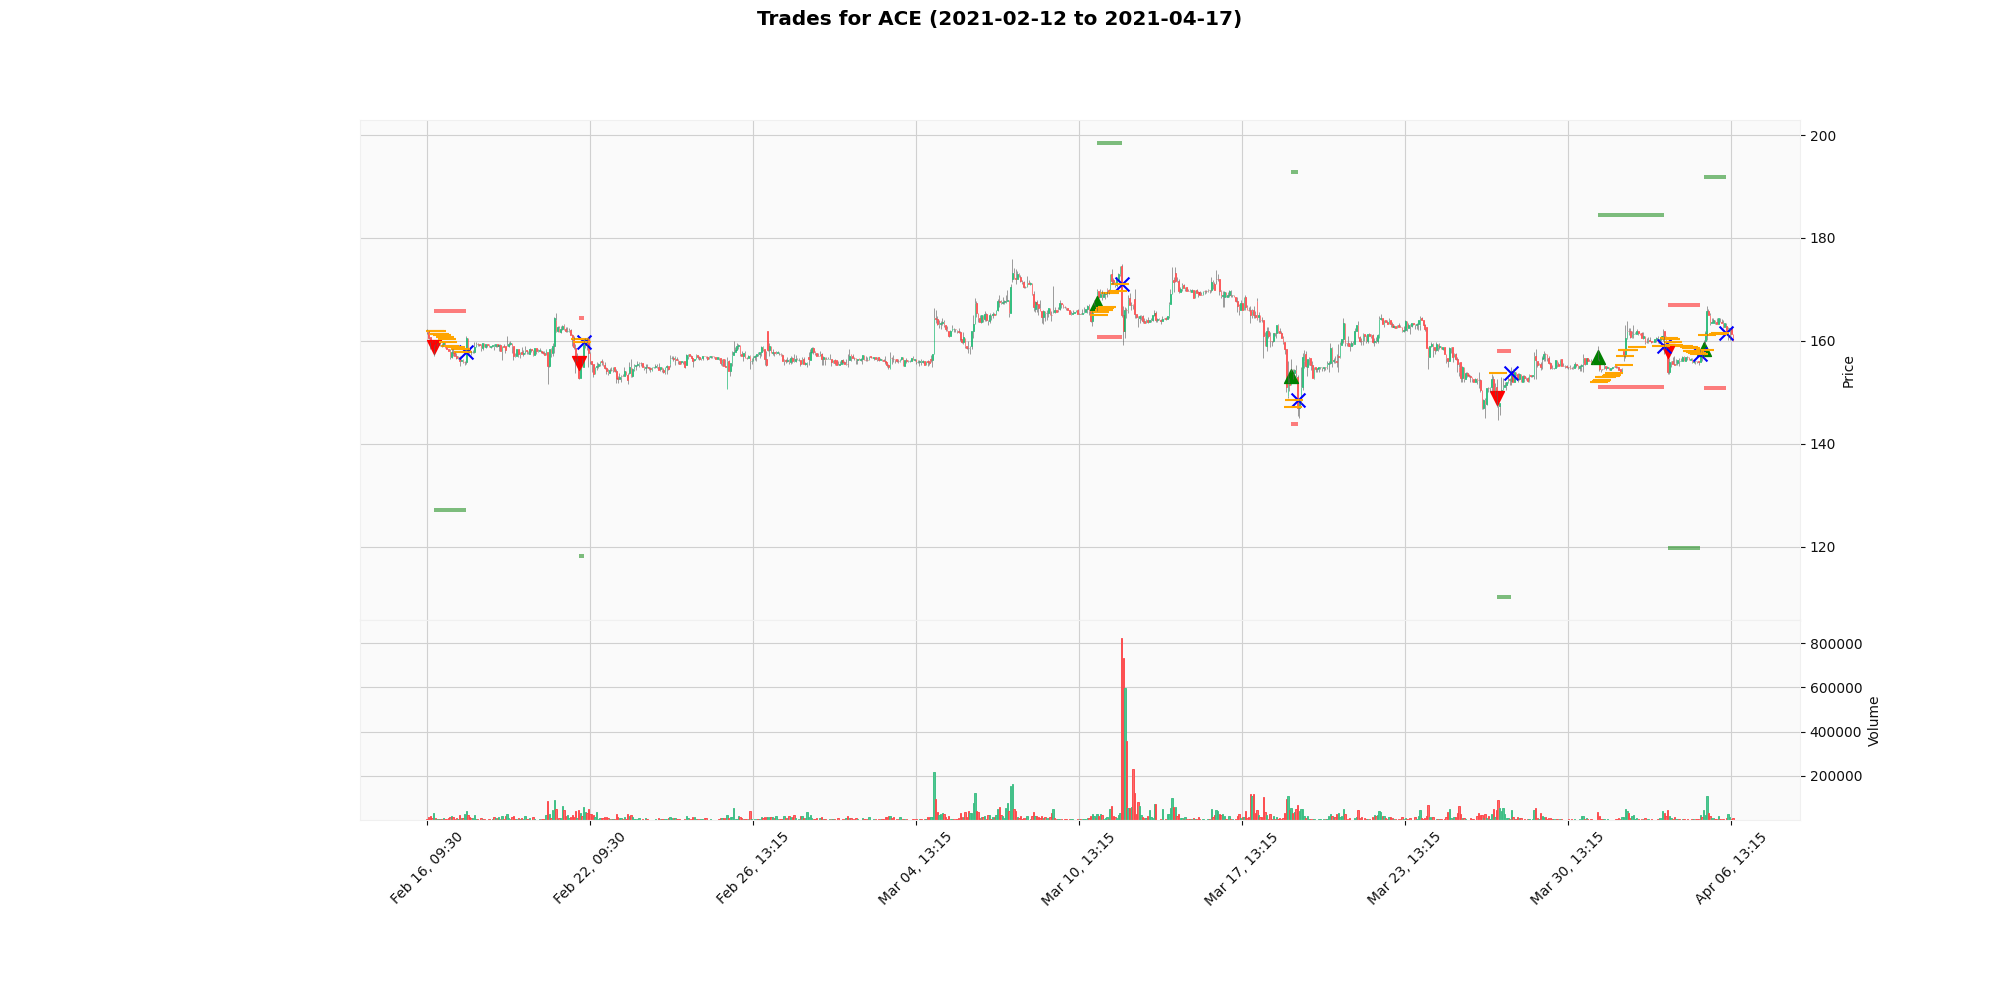 Trades for ACE (2021-02-12 to 2021-04-17)
200
180
160
140
120
Price
800000
600000
400000
200000
Volume
Feb 16, 09:30
Feb 22, 09:30
Feb 26, 13:15
Mar 04, 13:15
Mar 10, 13:15
Mar 17, 13:15
Mar 23, 13:15
Mar 30, 13:15
Apr 06, 13:15